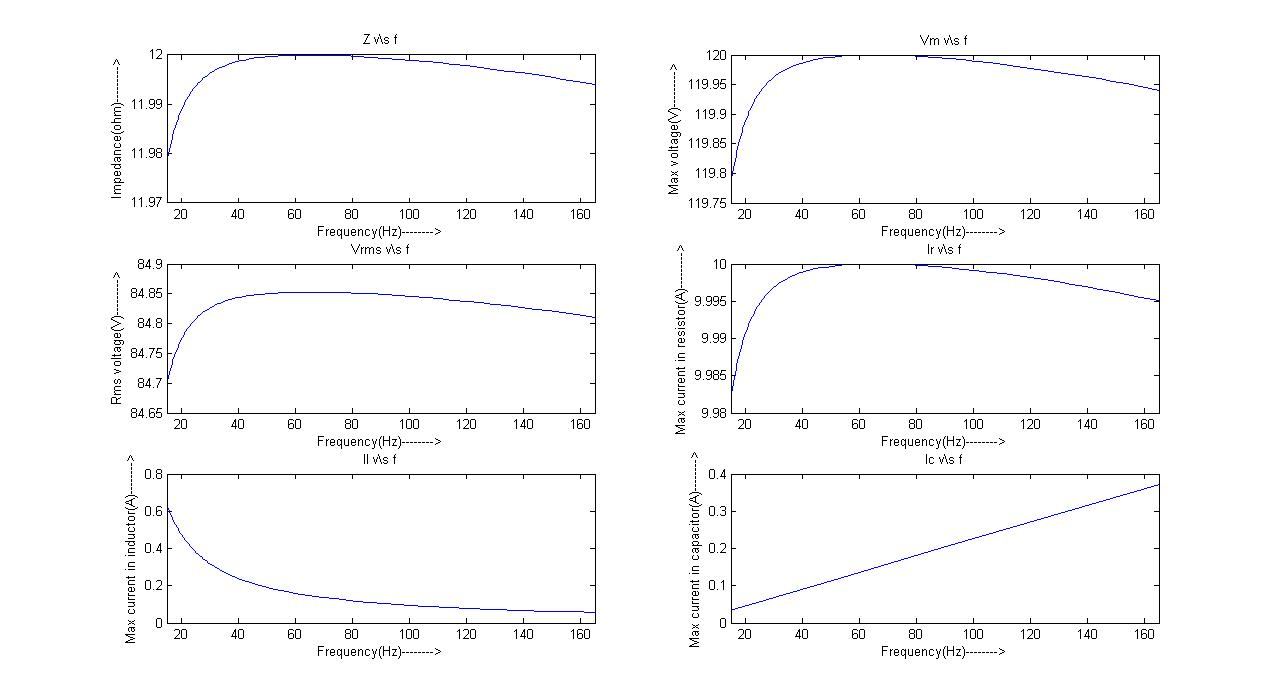 Z v\s f
Impedance(ohm)-------->
12
11.99
11.98
11.97
20 40 60 80 100 120 140 160
Frequency(Hz)-------->
Vm v\s f
Max voltage(V)-------->
120
119.95
119.9
119.85
119.8
119.75
20 40 60 80 100 120 140 160
Frequency(Hz)-------->
Vrms v\s f
Rms voltage(V)-------->
84.9
84.85
84.8
84.75
84.7
84.65
20 40 60 80 100 120 140 160
Frequency(Hz)-------->
Ir v\s f
Max current in resistor(A)-------->
10
9.995
9.99
9.985
9.98
20 40 60 80 100 120 140 160
Frequency(Hz)-------->
Il v\s f
Max current in inductor(A)-------->
0.8
0.6
0.4
0.2
0
20 40 60 80 100 120 140 160
Frequency(Hz)-------->
Ic v\s f
Max current in capacitor(A)-------->
0.4
0.3
0.2
0.1
0
20 40 60 80 100 120 140 160
Frequency(Hz)-------->